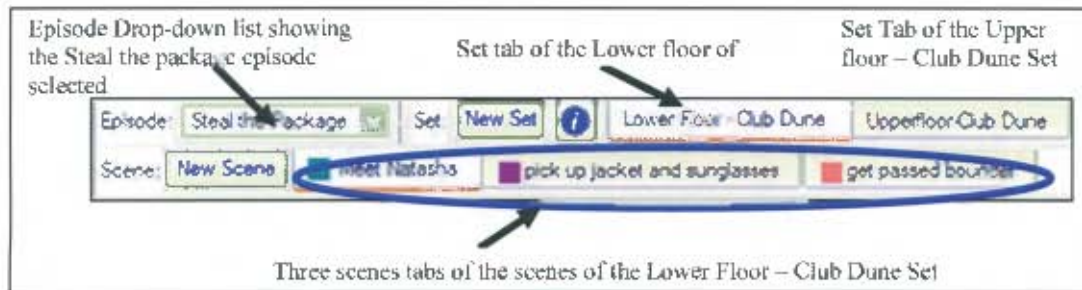 Episode Drop-down list showing
the Steal the package episode
selected
Set tab of the Lower floor of
Set Tab of the Upper
floor – Club Dune Set
Episode: Steal the Package Set New Set i Lower Floor - Club Dune Upperfloor-Club Dune
Scene: New Scene Meet Natasha pick up jacket and sunglasses get passed bouncer
Three scenes tabs of the scenes of the Lower Floor – Club Dune Set